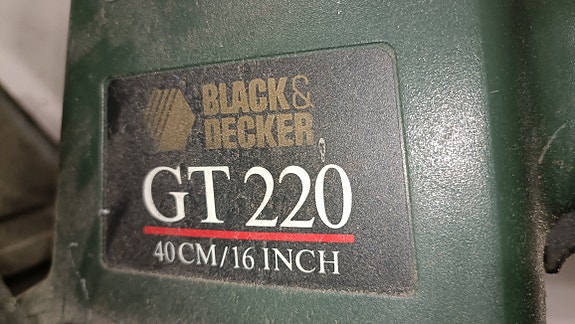 BLACK&
DECKER
GT 220
40 CM/16 INCH